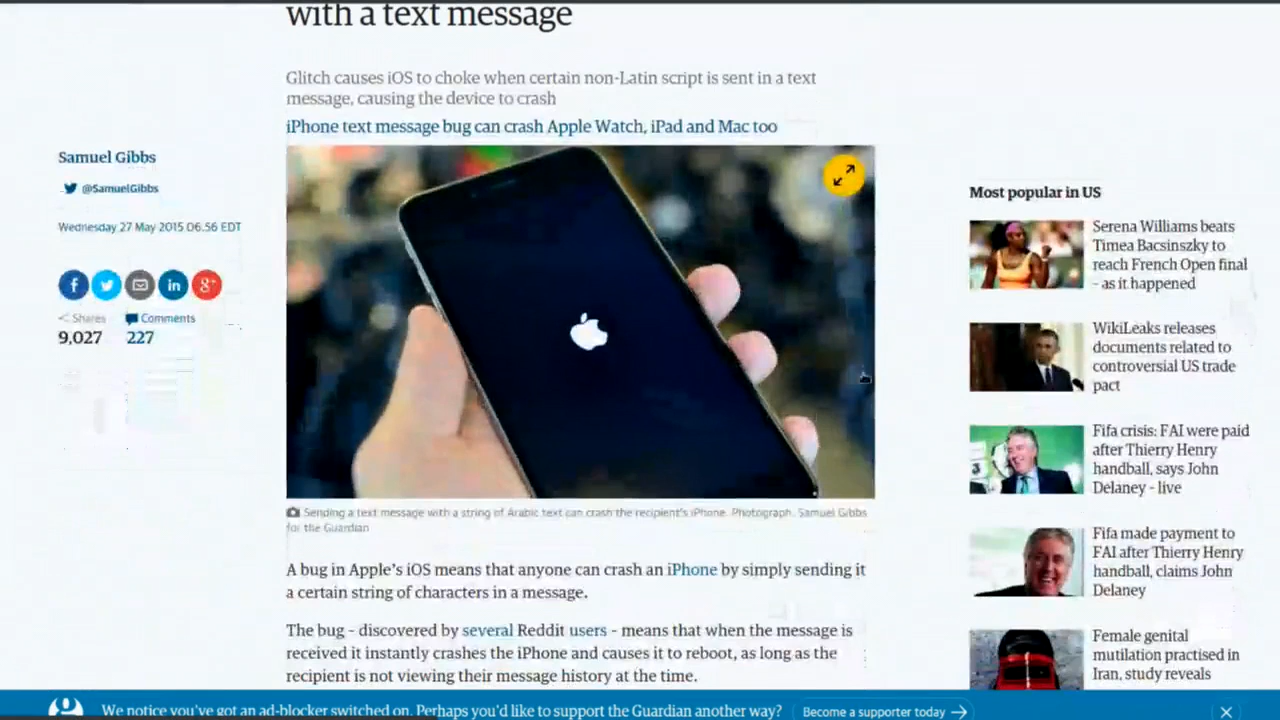 with a text message
Glitch causes iOS to choke when certain non-Latin script is sent in a text
message, causing the device to crash
iPhone text message bug can crash Apple Watch, iPad and Mac too
Samuel Gibbs
@SamuelGibbs
Wednesday 27 May 2015 06.56 EDT
f
in
g+
Shares
Comments
9,027
227
Sending a text message with a string of Arabic text can crash the recipient's iPhone. Photograph: Samuel Gibbs
for the Guardian
A bug in Apple's iOS means that anyone can crash an iPhone by simply sending it
a certain string of characters in a message.
The bug – discovered by several Reddit users – means that when the message is
received it instantly crashes the iPhone and causes it to reboot, as long as the
recipient is not viewing their message history at the time.
Most popular in US
Serena Williams beats
Timea Bacsinszky to
reach French Open final
– as it happened
WikiLeaks releases
documents related to
controversial US trade
pact
Fifa crisis: FAI were paid
after Thierry Henry
handball, says John
Delaney – live
Fifa made payment to
FAI after Thierry Henry
handball, claims John
Delaney
Female genital
mutilation practised in
Iran, study reveals
We notice you've got an ad-blocker switched on. Perhaps you'd like to support the Guardian another way?
Become a supporter today